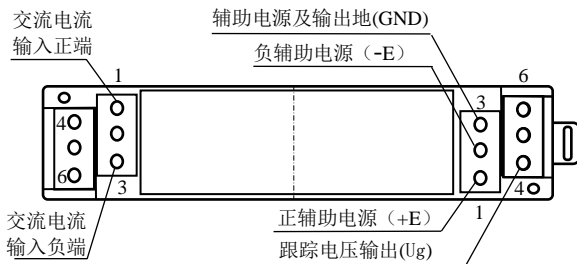 交流电流
输入正端
辅助电源及输出地(GND)
负辅助电源（-E）
1
3
6
4
6
3
4
1
交流电流
输入负端
正辅助电源（+E）
跟踪电压输出(Ug)